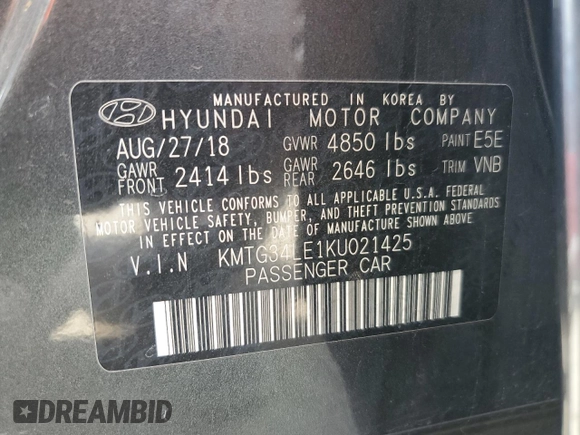 MANUFACTURED IN KOREA BY
HYUNDAI MOTOR COMPANY
AUG/27/18 GVWR 4850 lbs PAINT E5E
GAWR FRONT 2414 lbs GAWR REAR 2646 lbs TRIM VNB
THIS VEHICLE CONFORMS TO ALL APPLICABLE U.S.A. FEDERAL
MOTOR VEHICLE SAFETY, BUMPER, AND THEFT PREVENTION STANDARDS
IN EFFECT ON THE DATE OF MANUFACTURE SHOWN ABOVE.
V.I.N KMTG34LE1KU021425
PASSENGER CAR
DREAMBID